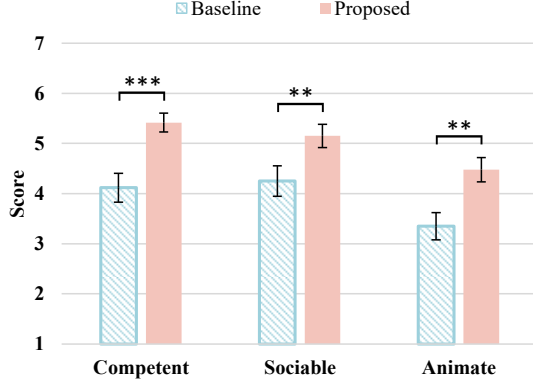 Baseline Proposed
7
6
5
4
3
2
1
Score
*** ** **
Competent Sociable Animate